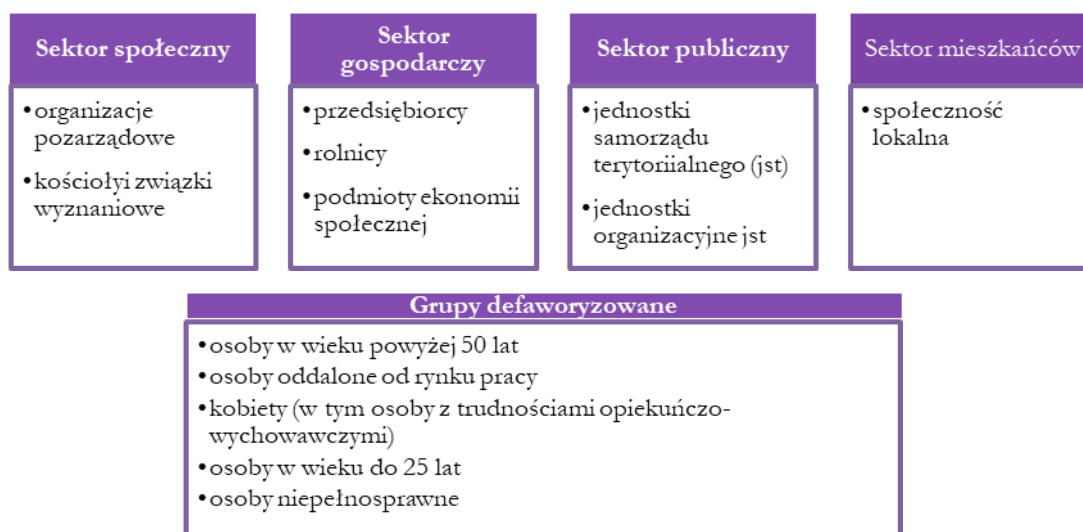 Sektor społeczny
• organizacje
pozarządowe
• kościołyi związki
wyznaniowe
Sektor
gospodarczy
• przedsiębiorcy
• rolnicy
• podmioty ekonomii
społecznej
Sektor publiczny
• jednostki
samorządu
terytoriialnego (jst)
• jednostki
organizacyjne jst
Sektor mieszkańców
• społeczność
lokalna
Grupy defaworyzowane
• osoby w wieku powyżej 50 lat
• osoby oddalone od rynku pracy
• kobiety (w tym osoby z trudnościami opiekuńczo-
wychowawczymi)
• osoby w wieku do 25 lat
• osoby niepełnosprawne